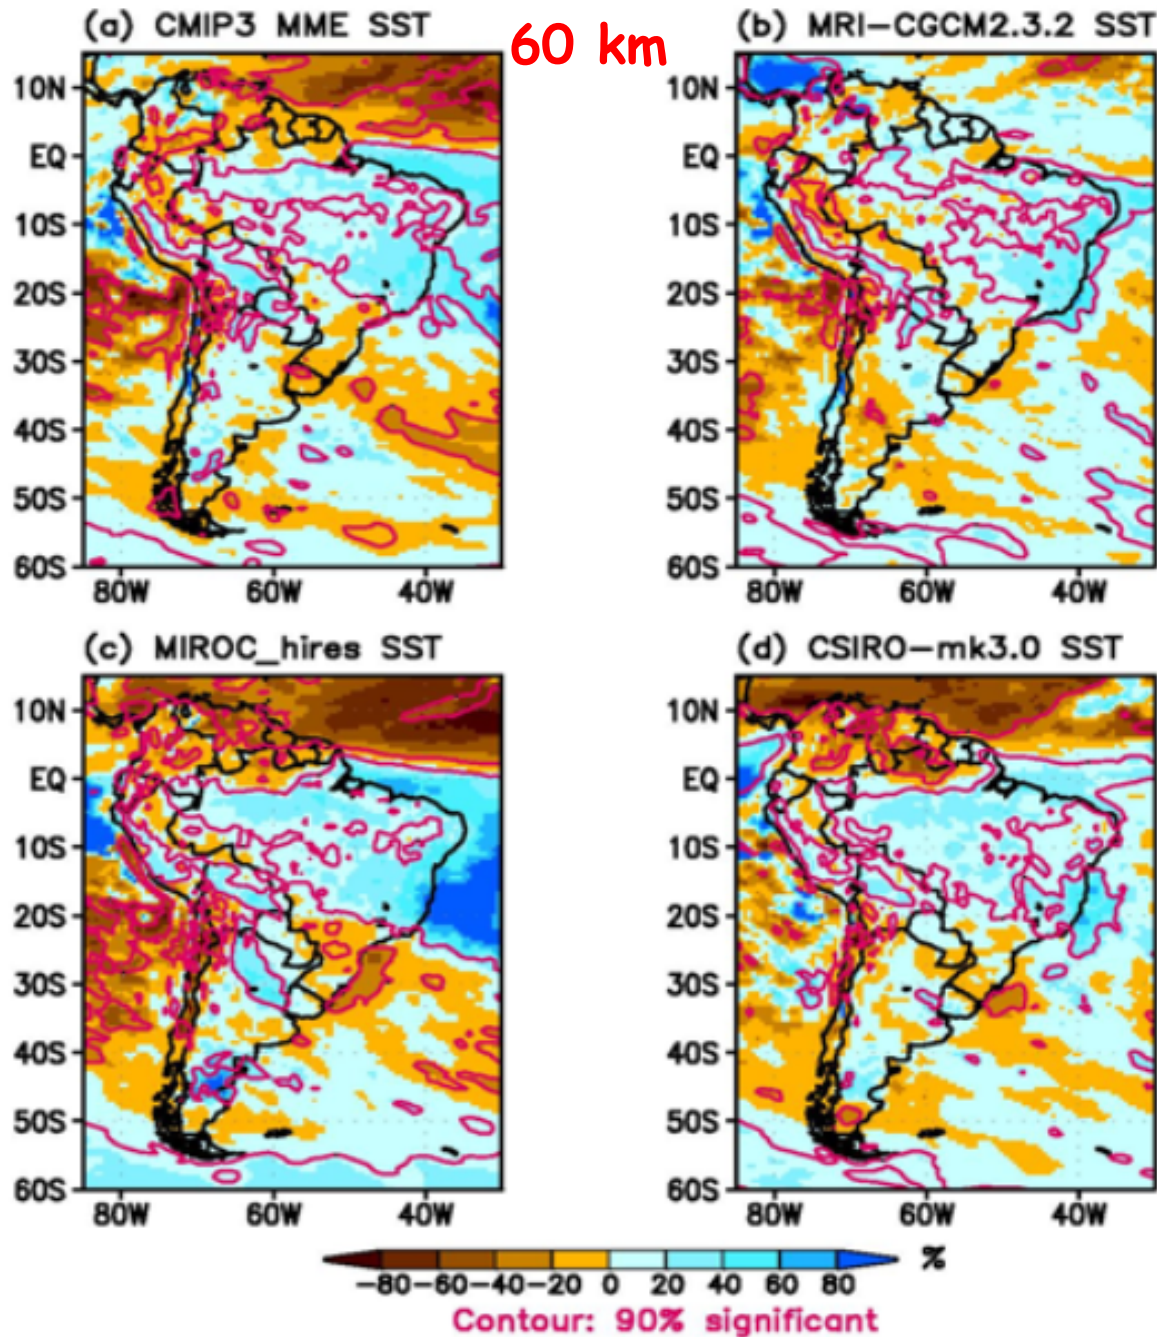 (a) CMIP3 MME SST
60 km
(b) MRI-CGCM2.3.2 SST
10N
EQ
10S
20S
30S
40S
50S
60S
80W 60W 40W
10N
EQ
10S
20S
30S
40S
50S
60S
80W 60W 40W
(c) MIROC_hires SST
(d) CSIRO-mk3.0 SST
10N
EQ
10S
20S
30S
40S
50S
60S
80W 60W 40W
10N
EQ
10S
20S
30S
40S
50S
60S
80W 60W 40W
%
-80 -60 -40 -20 0 20 40 60 80
Contour: 90% significant